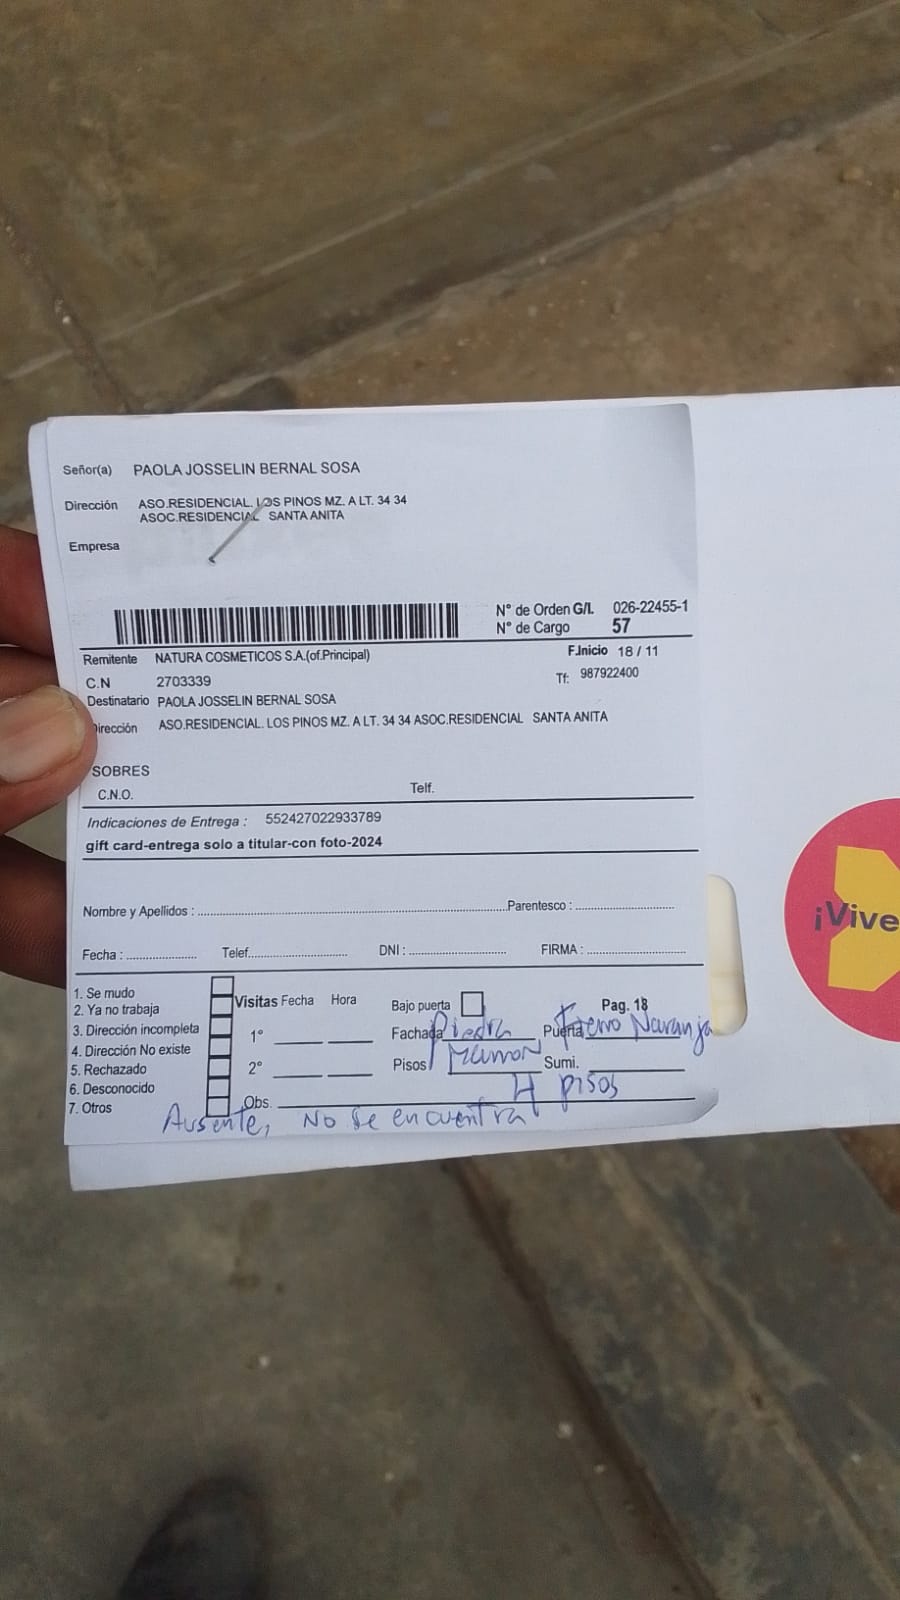 Señor(a) PAOLA JOSSELIN BERNAL SOSA
Dirección ASO.RESIDENCIAL. LOS PINOS MZ. A LT. 34 34
ASOC.RESIDENCIAL SANTA ANITA
Empresa
N° de Orden G/I. 026-22455-1
N° de Cargo 57
Remitente NATURA COSMETICOS S.A.(of.Principal) F.Inicio 18 / 11
C.N 2703339 Tf: 987922400
Destinatario PAOLA JOSSELIN BERNAL SOSA
irección ASO.RESIDENCIAL. LOS PINOS MZ. A LT. 34 34 ASOC.RESIDENCIAL SANTA ANITA
SOBRES
C.N.O. Telf.
Indicaciones de Entrega : 552427022933789
gift card-entrega solo a titular-con foto-2024
Nombre y Apellidos : Parentesco :
Fecha : Telef. DNI : FIRMA :
1. Se mudo
2. Ya no trabaja
3. Dirección incompleta
4. Dirección No existe
5. Rechazado
6. Desconocido
7. Otros
Visitas Fecha Hora
1°
2°
Bajo puerta Pag. 18
Fachada Piedra Puerta Fierro Naranja
Pisos Marron Sumi.
4 pisos
Obs.
Ausente, No se encuentra
¡Vive